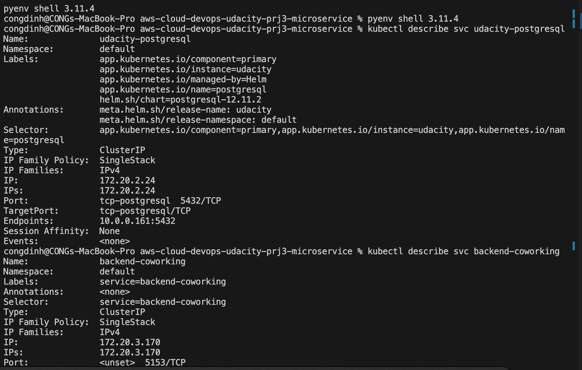 pyenv shell 3.11.4
congdinh@CONGs-MacBook-Pro aws-cloud-devops-udacity-prj3-microservice % pyenv shell 3.11.4
congdinh@CONGs-MacBook-Pro aws-cloud-devops-udacity-prj3-microservice % kubectl describe svc udacity-postgresql
Name: udacity-postgresql
Namespace: default
Labels: app.kubernetes.io/component=primary
app.kubernetes.io/instance=udacity
app.kubernetes.io/managed-by=Helm
app.kubernetes.io/name=postgresql
helm.sh/chart=postgresql-12.11.2
Annotations: meta.helm.sh/release-name: udacity
meta.helm.sh/release-namespace: default
Selector: app.kubernetes.io/component=primary,app.kubernetes.io/instance=udacity,app.kubernetes.io/nam
e=postgresql
Type: ClusterIP
IP Family Policy: SingleStack
IP Families: IPv4
IP: 172.20.2.24
IPs: 172.20.2.24
Port: tcp-postgresql 5432/TCP
TargetPort: tcp-postgresql/TCP
Endpoints: 10.0.0.161:5432
Session Affinity: None
Events: <none>
congdinh@CONGs-MacBook-Pro aws-cloud-devops-udacity-prj3-microservice % kubectl describe svc backend-coworking
Name: backend-coworking
Namespace: default
Labels: service=backend-coworking
Annotations: <none>
Selector: service=backend-coworking
Type: ClusterIP
IP Family Policy: SingleStack
IP Families: IPv4
IP: 172.20.3.170
IPs: 172.20.3.170
Port: <unset> 5153/TCP